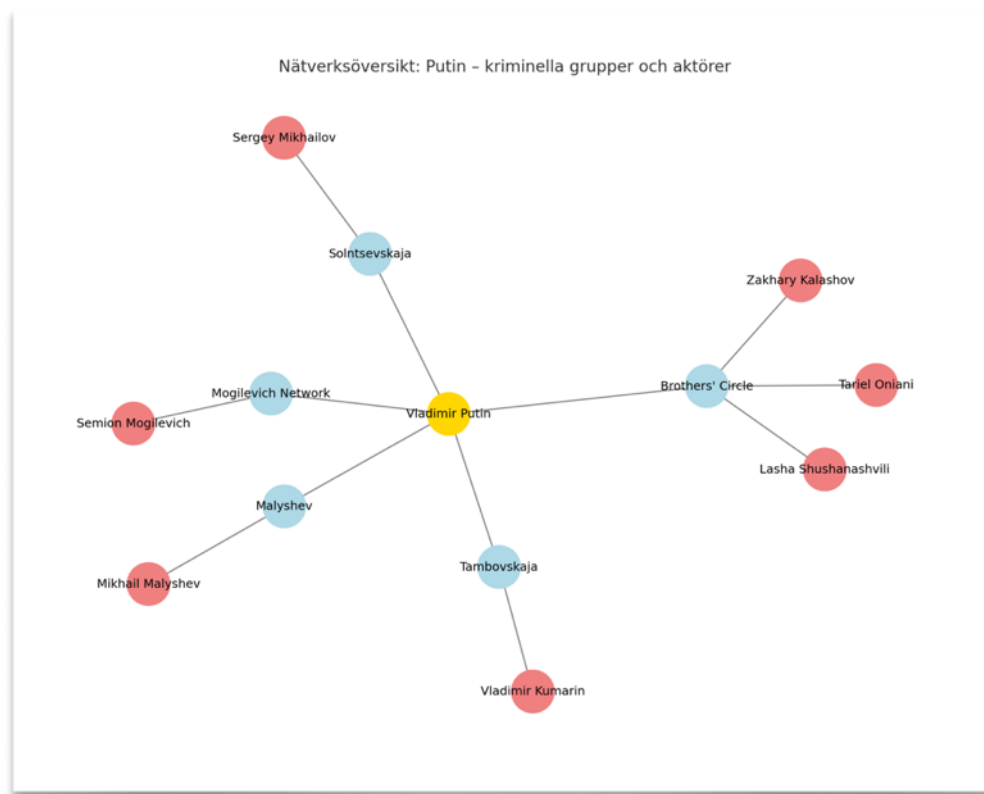 Nätverksöversikt: Putin – kriminella grupper och aktörer
Sergey Mikhailov
Solntsevskaja
Zakhary Kalashov
Mogilevich Network
Brothers' Circle
Tariel Oniani
Semion Mogilevich
Vladimir Putin
Lasha Shushanashvili
Malyshev
Mikhail Malyshev
Tambovskaja
Vladimir Kumarin